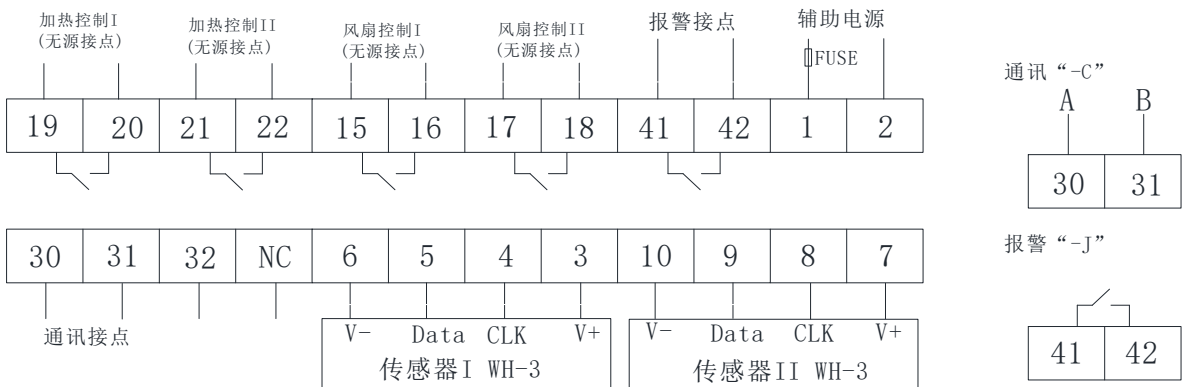 加热控制I
(无源接点)
加热控制II
(无源接点)
风扇控制I
(无源接点)
风扇控制II
(无源接点)
报警接点
辅助电源
FUSE
19 20 21 22 15 16 17 18 41 42 1 2
30 31 32 NC 6 5 4 3 10 9 8 7
通讯接点
V- Data CLK V+
传感器I WH-3
V- Data CLK V+
传感器II WH-3
通讯“-C”
A B
30 31
报警“-J”
41 42